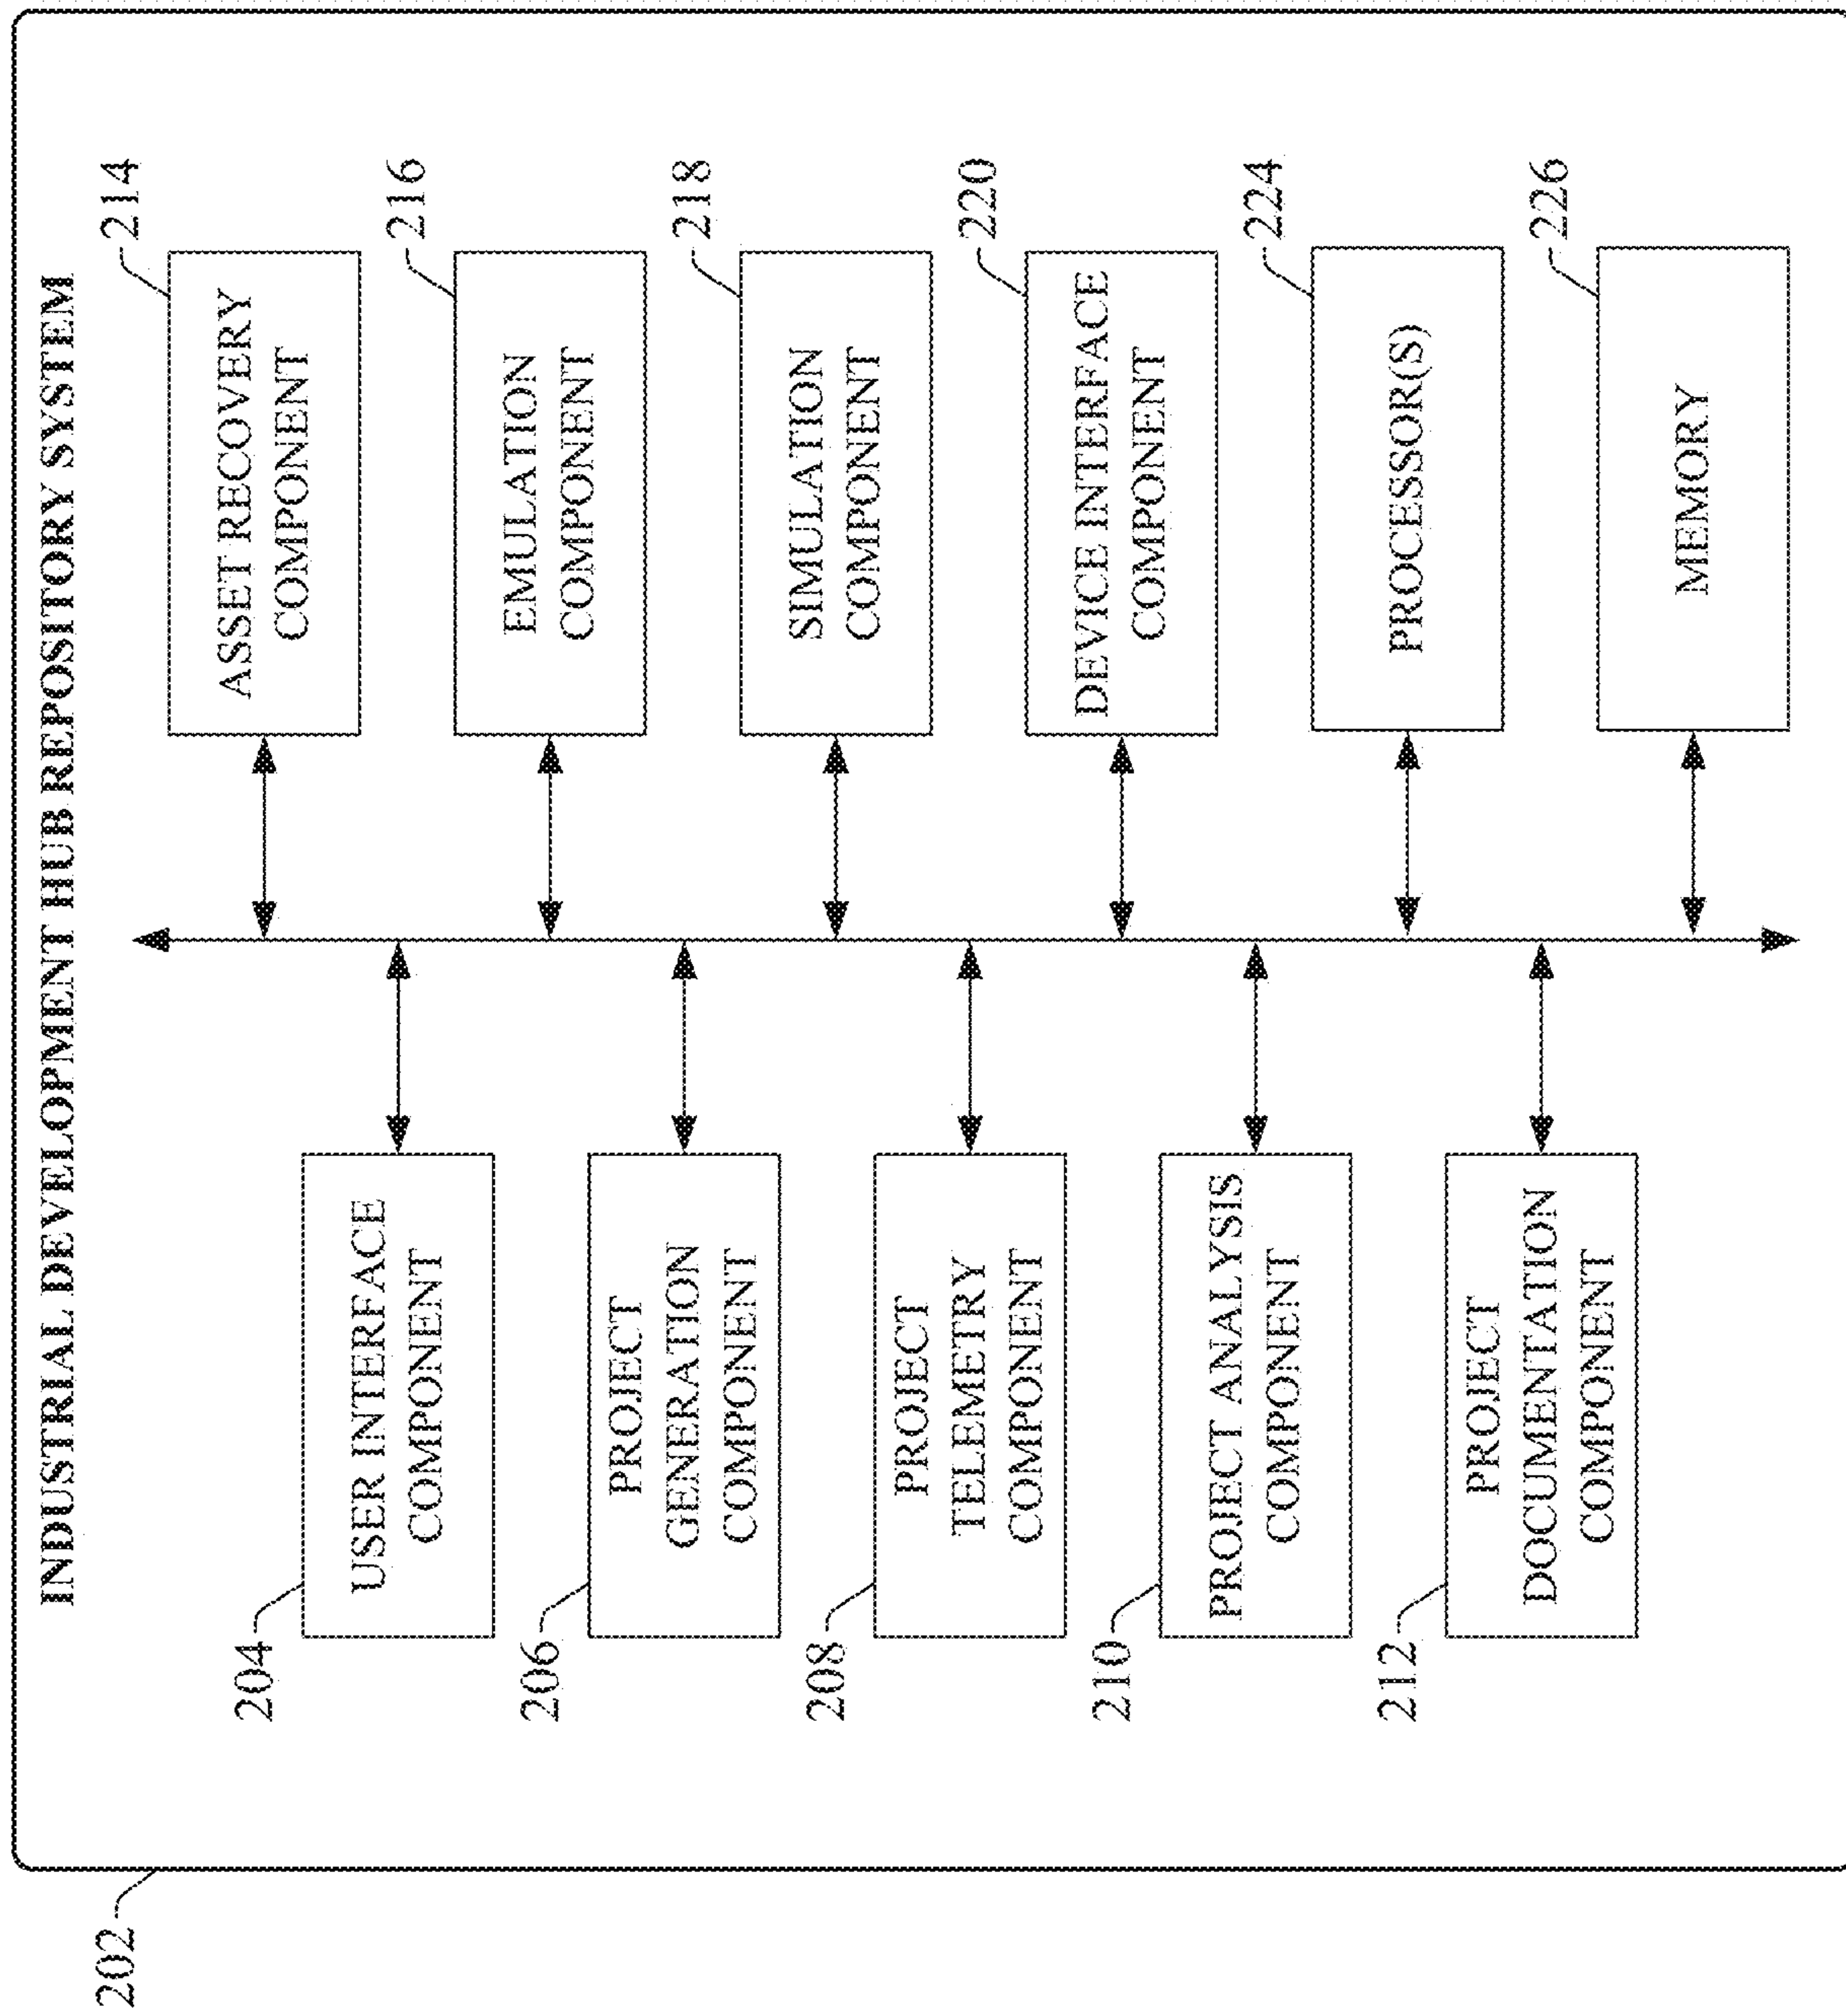 INDUSTRIAL DEVELOPMENT HUB REPOSITORY SYSTEM
202
204
USER INTERFACE
COMPONENT
206
PROJECT
GENERATION
COMPONENT
208
PROJECT
TELEMETRY
COMPONENT
210
PROJECT ANALYSIS
COMPONENT
212
PROJECT
DOCUMENTATION
COMPONENT
214
ASSET RECOVERY
COMPONENT
216
EMULATION
COMPONENT
218
SIMULATION
COMPONENT
220
DEVICE INTERFACE
COMPONENT
224
PROCESSOR(S)
226
MEMORY